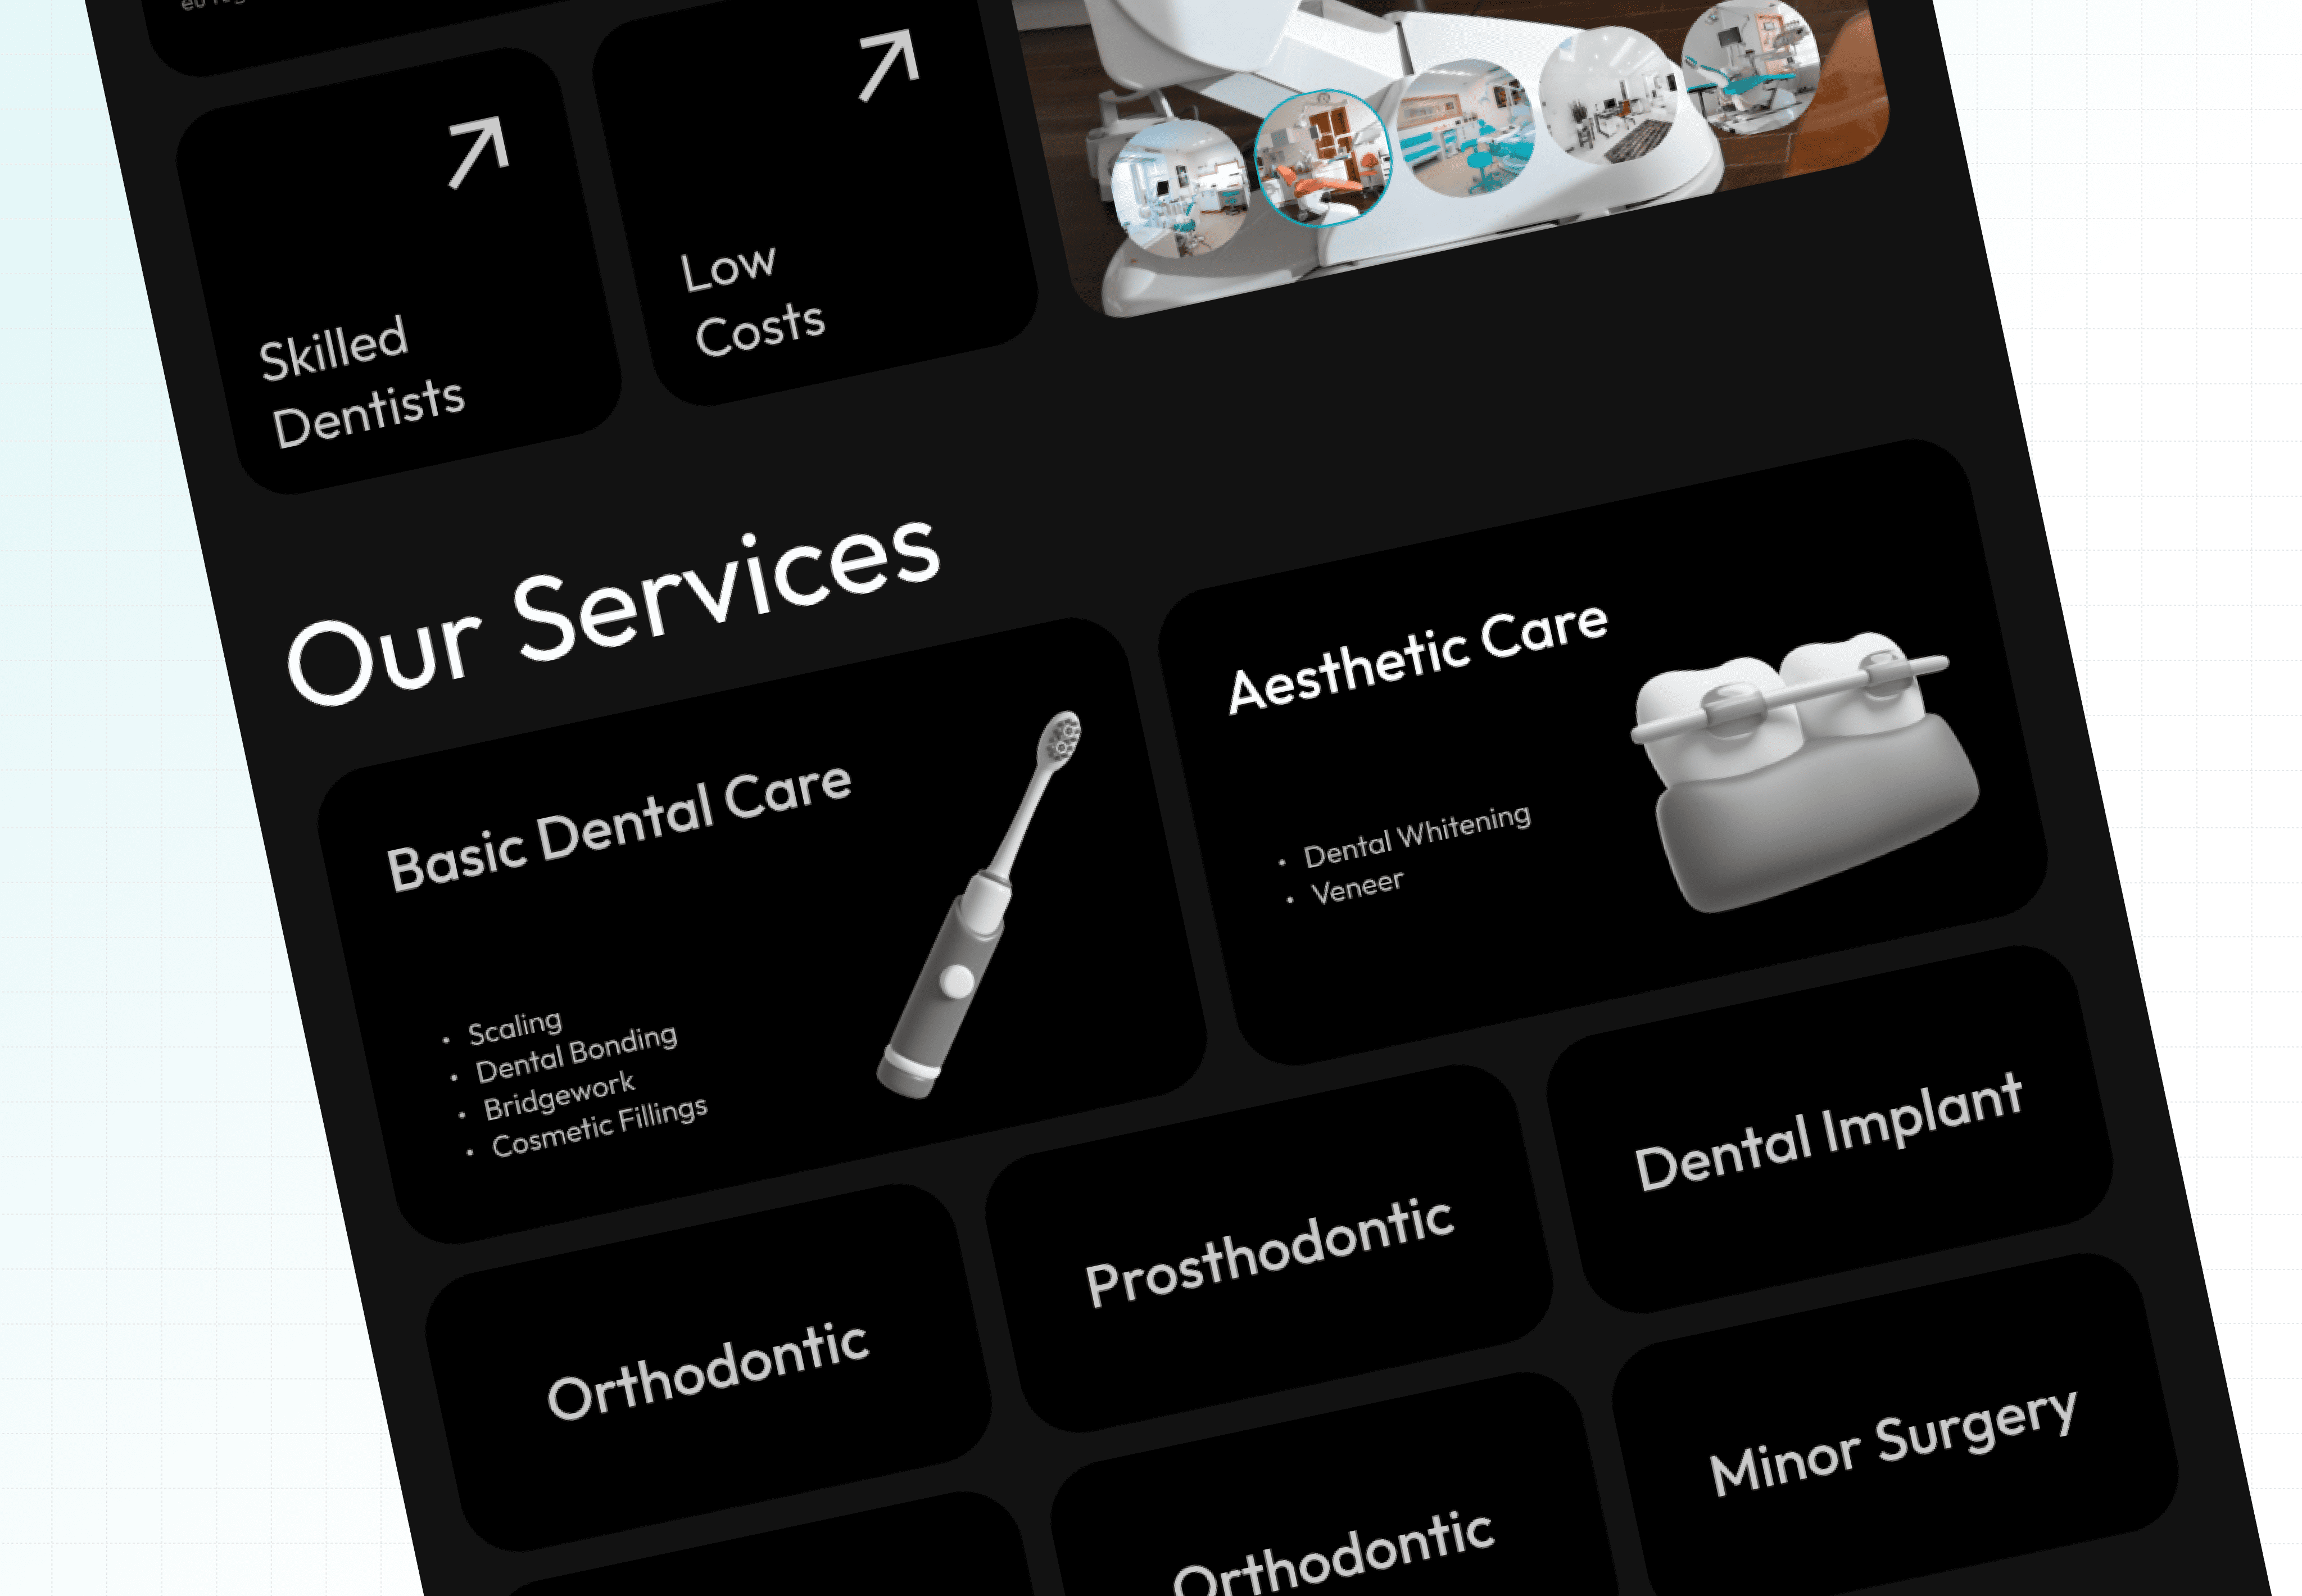 Skilled
Dentists
Low
Costs
Our Services
Basic Dental Care
• Scaling
• Dental Bonding
• Bridgework
• Cosmetic Fillings
Aesthetic Care
• Dental Whitening
• Veneer
Orthodontic
Prosthodontic
Dental Implant
Orthodontic
Minor Surgery